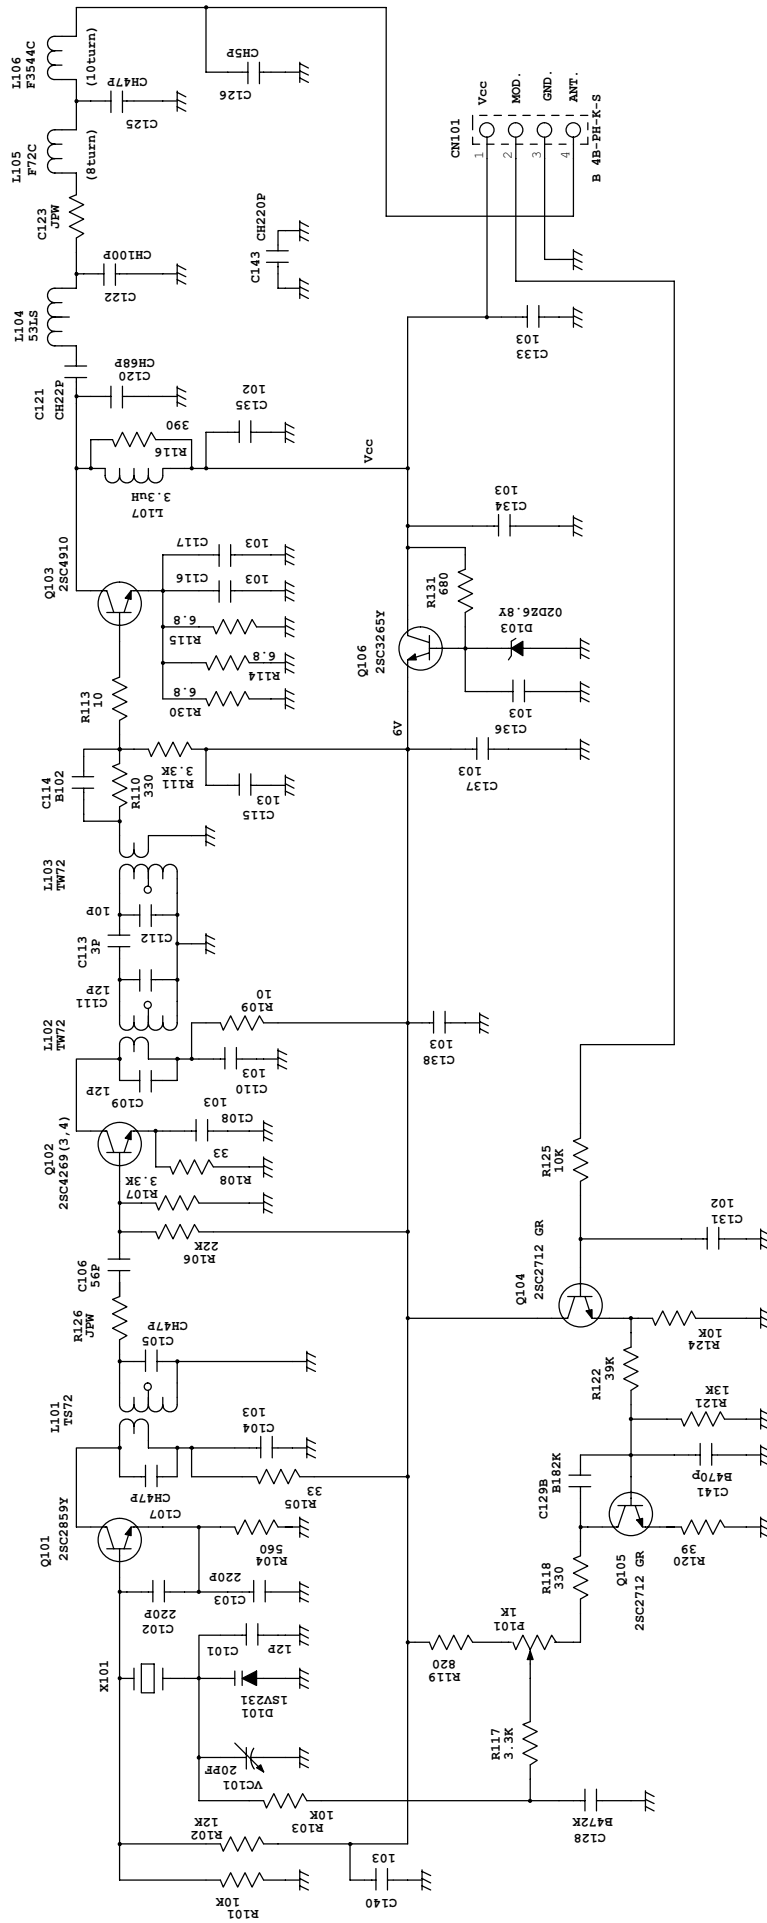 L106
F3544C
(10turn)
CH47P
C125
CH5P
C126
L105
F72C
(8turn)
C123
JPW
CH100P
C122
L104
53LS
C121
CH22P
CH68P
C120
C143
CH220P
CN101
Vcc
MOD.
GND.
ANT.
1
2
3
4
B 4B-PH-K-S
103
C133
390
R116
3.3uH
L107
102
C135
Vcc
103
C134
Q103
2SC4910
C117
103
C116
103
6.8
R115
6.8
R114
6.8
R130
R131
680
Q106
2SC3265Y
02DZ6.8Y
D103
103
C136
6V
103
C137
R113
10
C114
B102
R110
330
3.3K
R111
103
C115
L103
TW72
10P
C112
C113
3P
12P
C111
L102
TW72
12P
C109
10
R109
103
C110
103
C138
Q102
2SC4269(3,4)
103
C108
33
R108
3.3K
R107
22K
R106
C106
56P
R126
JPW
CH47P
C105
L101
TS72
CH47P
C107
103
C104
33
R105
Q101
2SC2859Y
560
R104
220P
C103
220P
C102
C101
12P
X101
1SV231
D101
20PF
VC101
10K
R103
12K
R102
10K
R101
103
C140
R125
10K
102
C131
Q104
2SC2712 GR
10K
R124
R122
39K
13K
R121
B470p
C141
C129B
B182K
Q105
2SC2712 GR
39
R120
R118
330
P101
1K
820
R119
R117
3.3K
B472K
C128